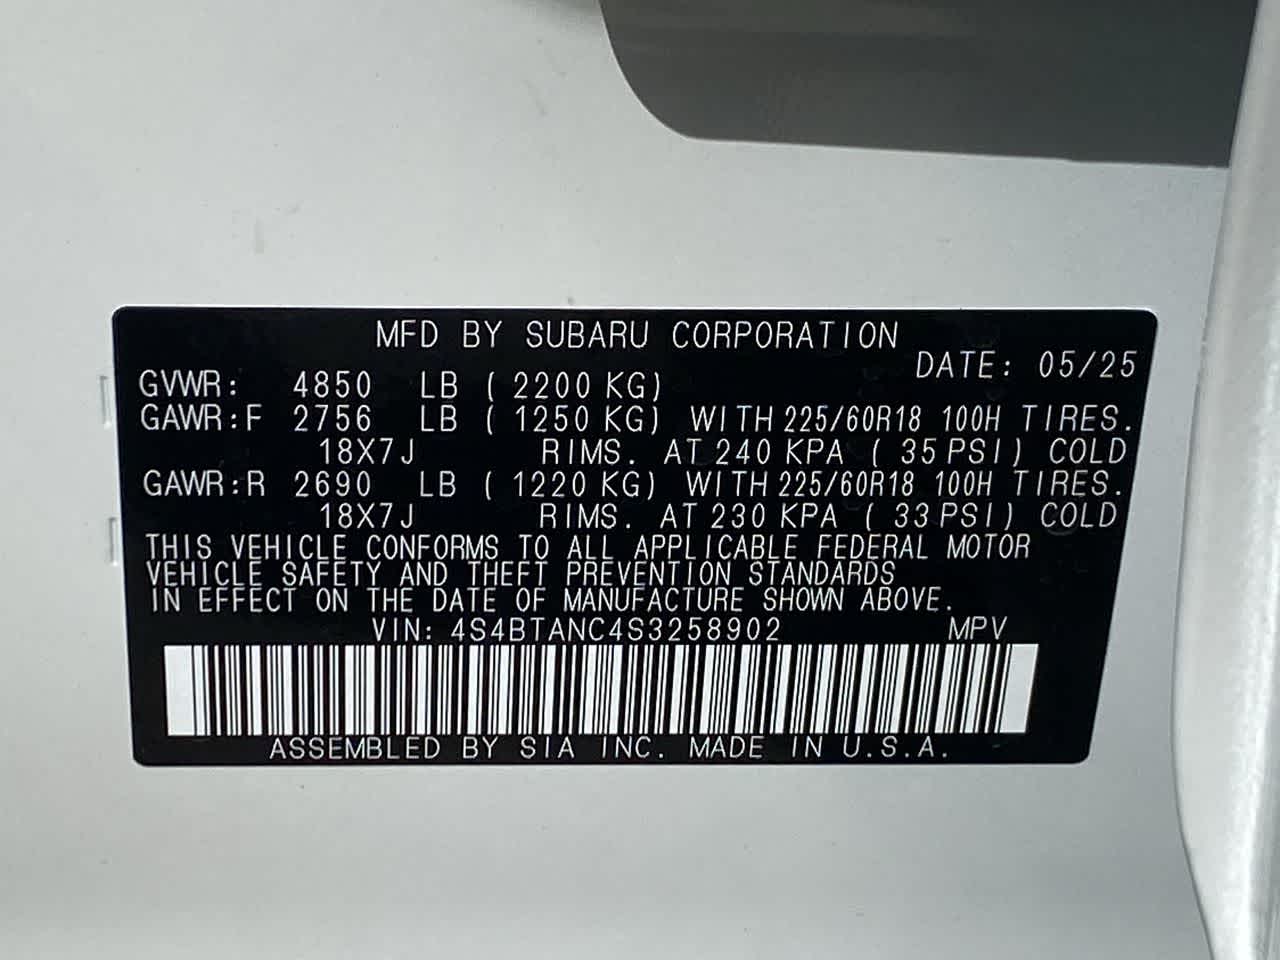 MFD BY SUBARU CORPORATION
DATE: 05/25
GVWR: 4850 LB ( 2200 KG)
GAWR:F 2756 LB ( 1250 KG) WITH 225/60R18 100H TIRES.
18X7J RIMS. AT 240 KPA ( 35 PSI) COLD
GAWR:R 2690 LB ( 1220 KG) WITH 225/60R18 100H TIRES.
18X7J RIMS. AT 230 KPA ( 33 PSI) COLD
THIS VEHICLE CONFORMS TO ALL APPLICABLE FEDERAL MOTOR
VEHICLE SAFETY AND THEFT PREVENTION STANDARDS
IN EFFECT ON THE DATE OF MANUFACTURE SHOWN ABOVE.
VIN: 4S4BTANC4S3258902 MPV
ASSEMBLED BY SIA INC. MADE IN U.S.A.